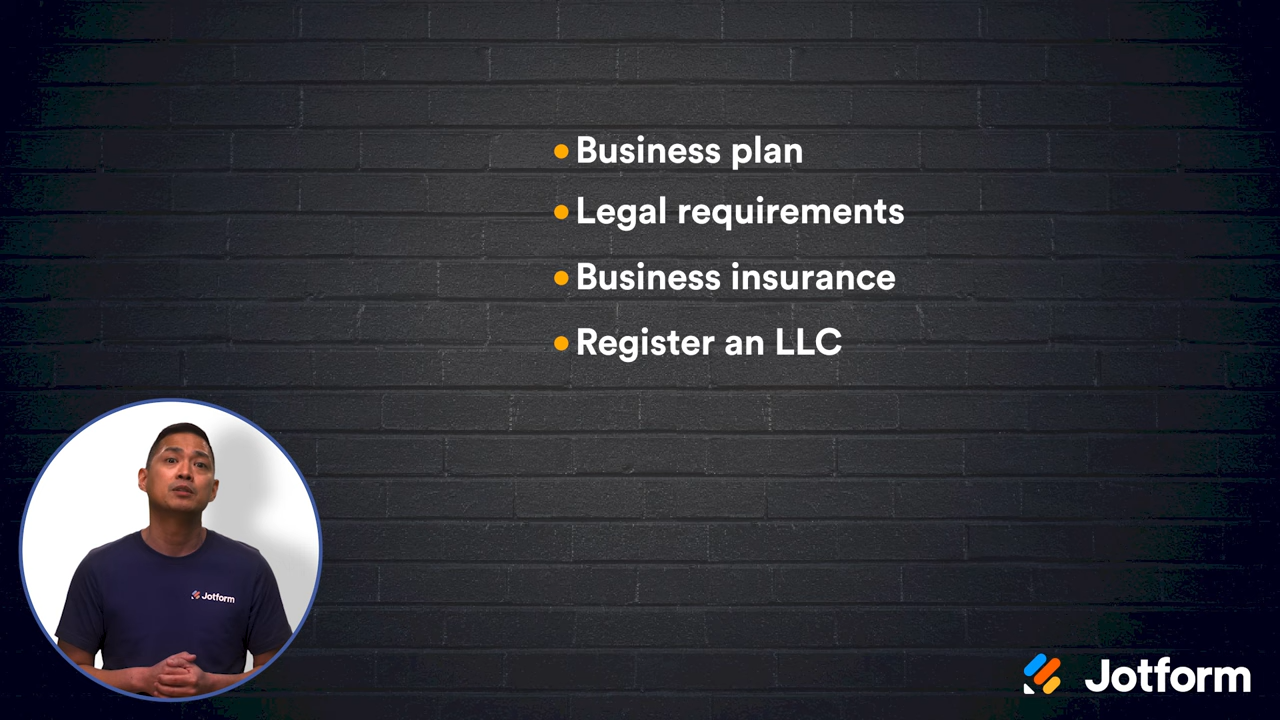 Business plan
Legal requirements
Business insurance
Register an LLC
Jotform
Jotform